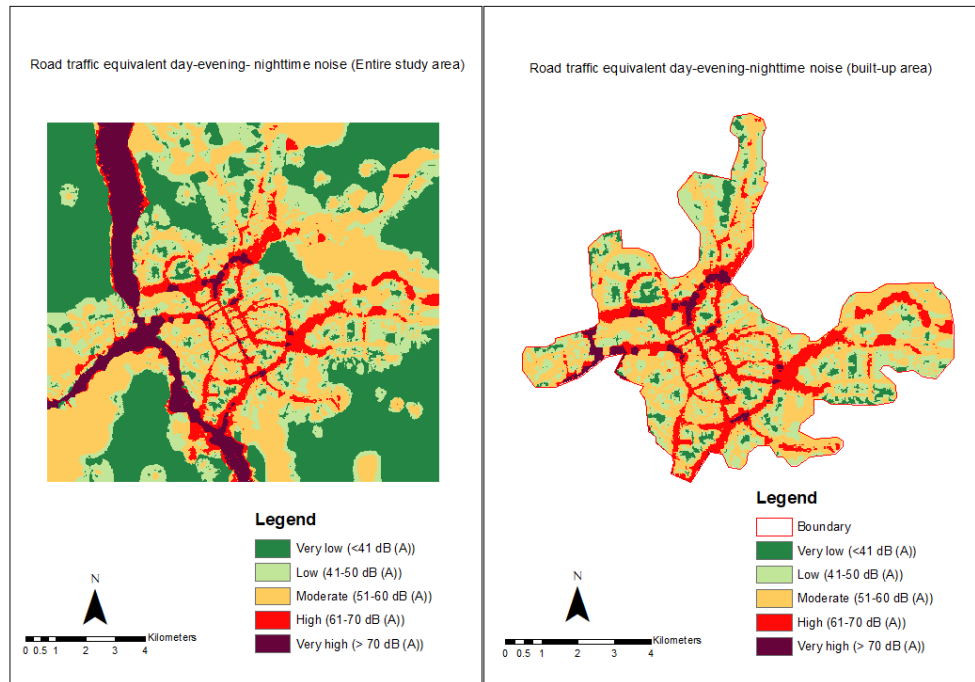 Road traffic equivalent day-evening- nighttime noise (Entire study area)
Legend
Very low (<41 dB (A))
Low (41-50 dB (A))
Moderate (51-60 dB (A))
High (61-70 dB (A))
Very high (> 70 dB (A))
N
Kilometers
0 0.5 1 2 3 4
Road traffic equivalent day-evening-nighttime noise (built-up area)
Legend
Boundary
Very low (<41 dB (A))
Low (41-50 dB (A))
Moderate (51-60 dB (A))
High (61-70 dB (A))
Very high (> 70 dB (A))
N
Kilometers
0 0.5 1 2 3 4